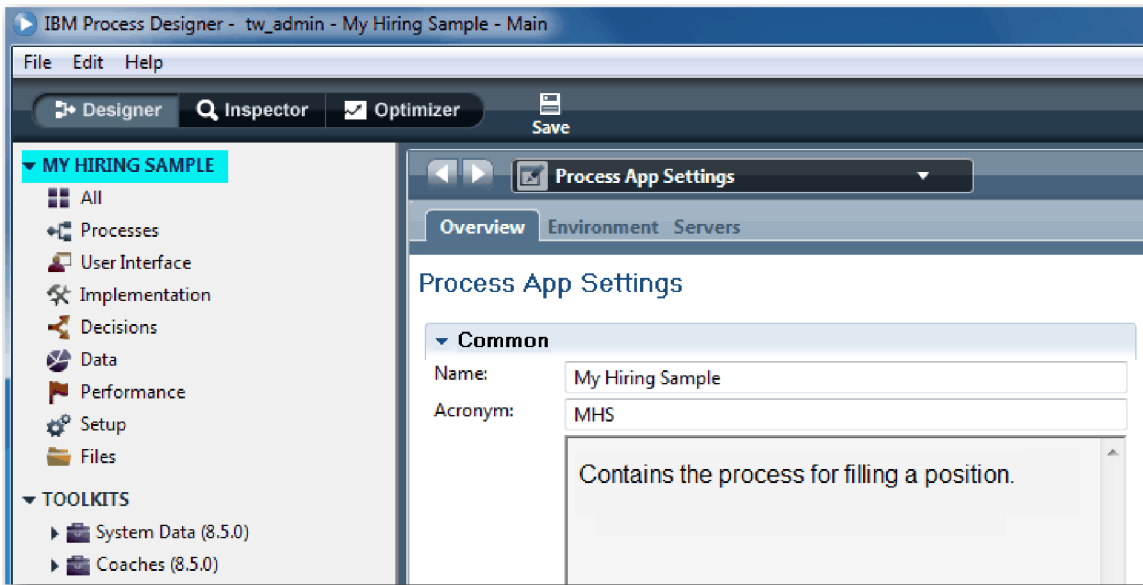 IBM Process Designer - tw_admin - My Hiring Sample - Main
File Edit Help
Designer Inspector Optimizer Save
MY HIRING SAMPLE
All
Processes
User Interface
Implementation
Decisions
Data
Performance
Setup
Files
TOOLKITS
System Data (8.5.0)
Coaches (8.5.0)
Process App Settings
Overview Environment Servers
Process App Settings
Common
Name: My Hiring Sample
Acronym: MHS
Contains the process for filling a position.